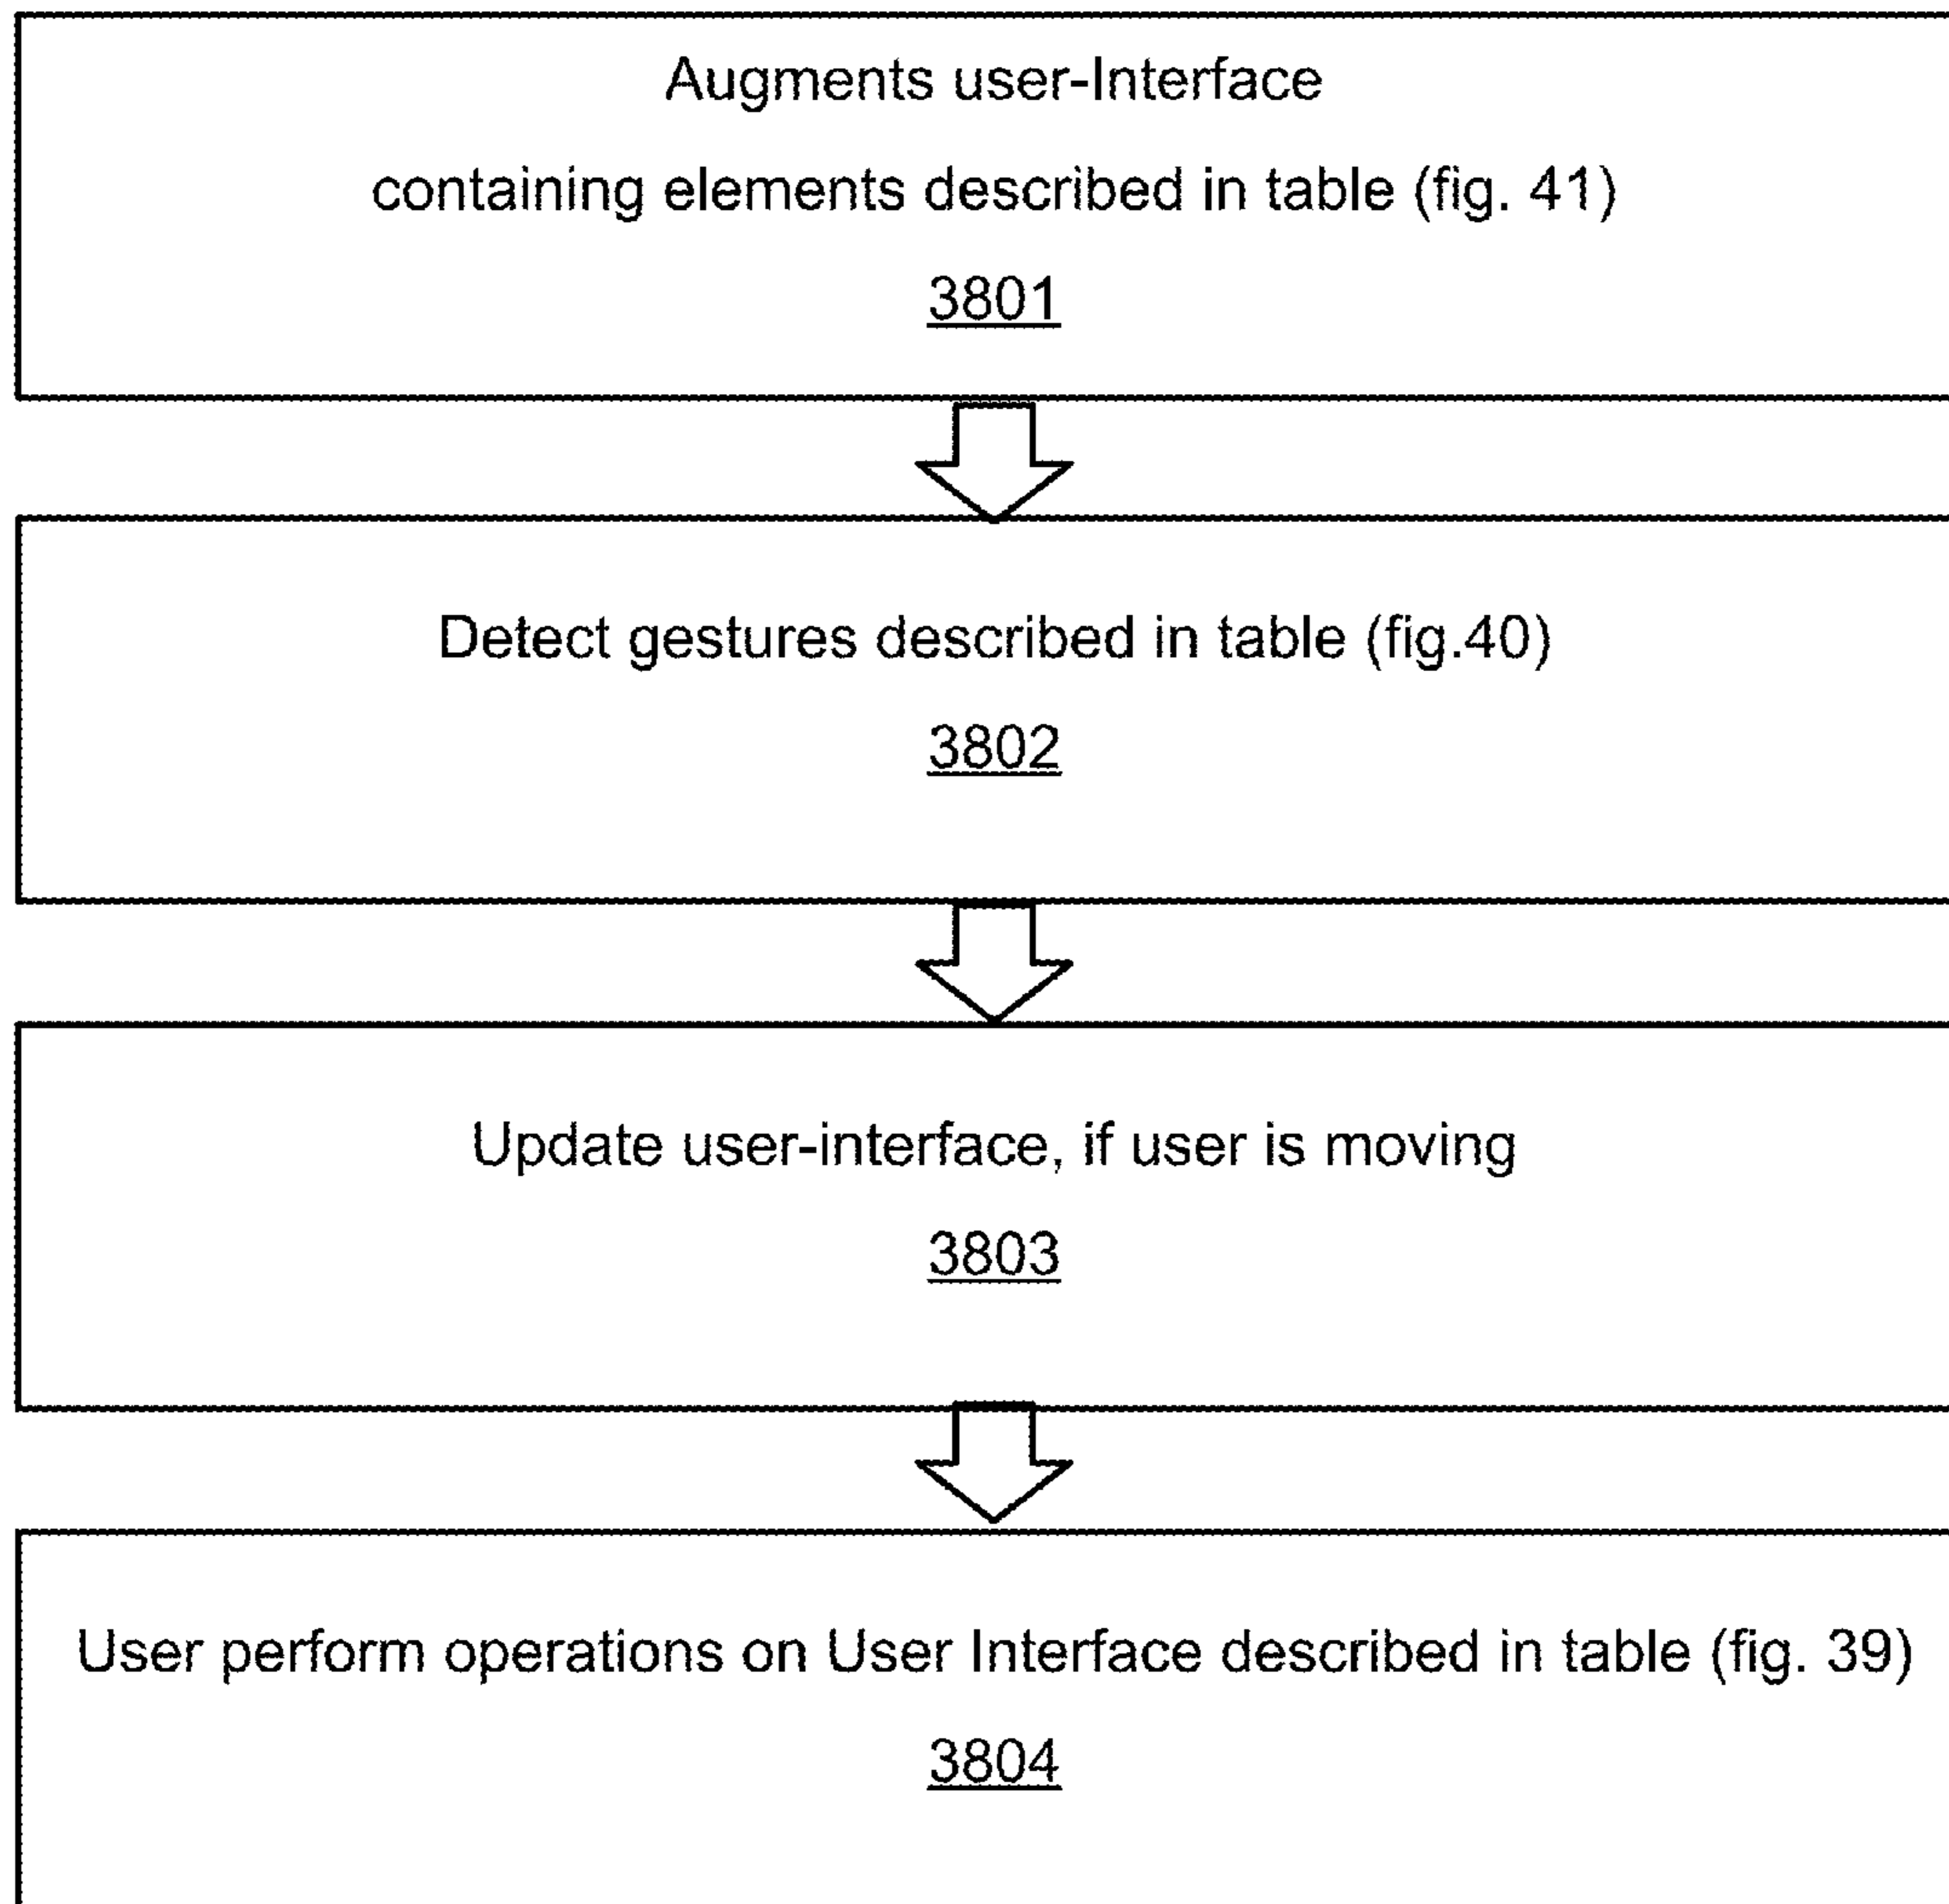 Augments user-Interface
containing elements described in table (fig. 41)
3801
Detect gestures described in table (fig.40)
3802
Update user-interface, if user is moving
3803
User perform operations on User Interface described in table (fig. 39)
3804